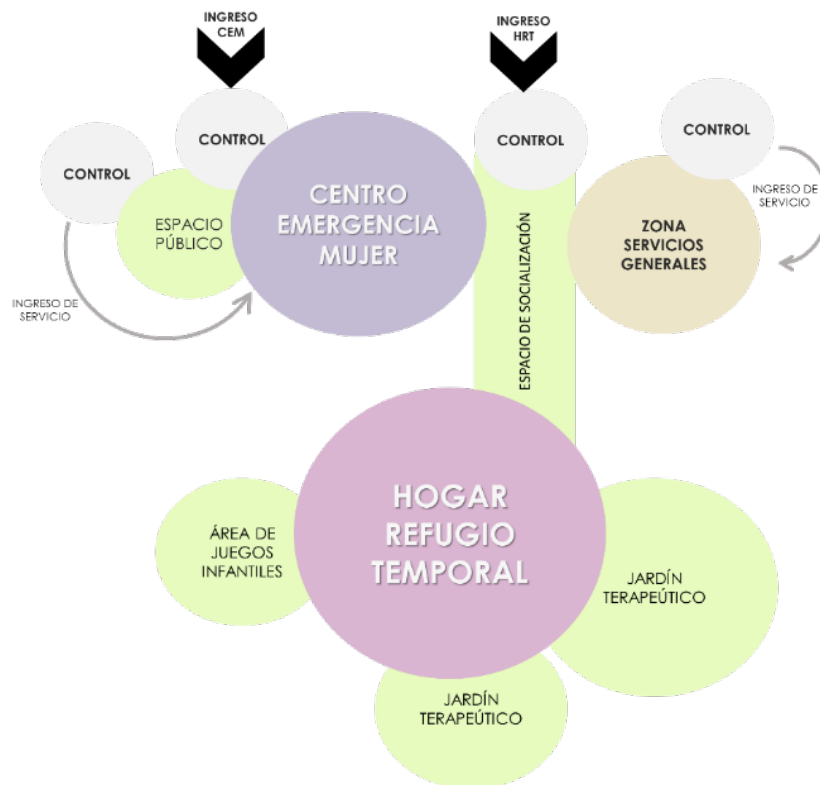 INGRESO
CEM
INGRESO
HRT
CONTROL
CONTROL
CONTROL
CONTROL
ESPACIO
PÚBLICO
CENTRO
EMERGENCIA
MUJER
ESPACIO DE SOCIALIZACIÓN
ZONA
SERVICIOS
GENERALES
INGRESO DE
SERVICIO
INGRESO DE
SERVICIO
HOGAR
REFUGIO
TEMPORAL
ÁREA DE
JUEGOS
INFANTILES
JARDÍN
TERAPEÚTICO
JARDÍN
TERAPEÚTICO